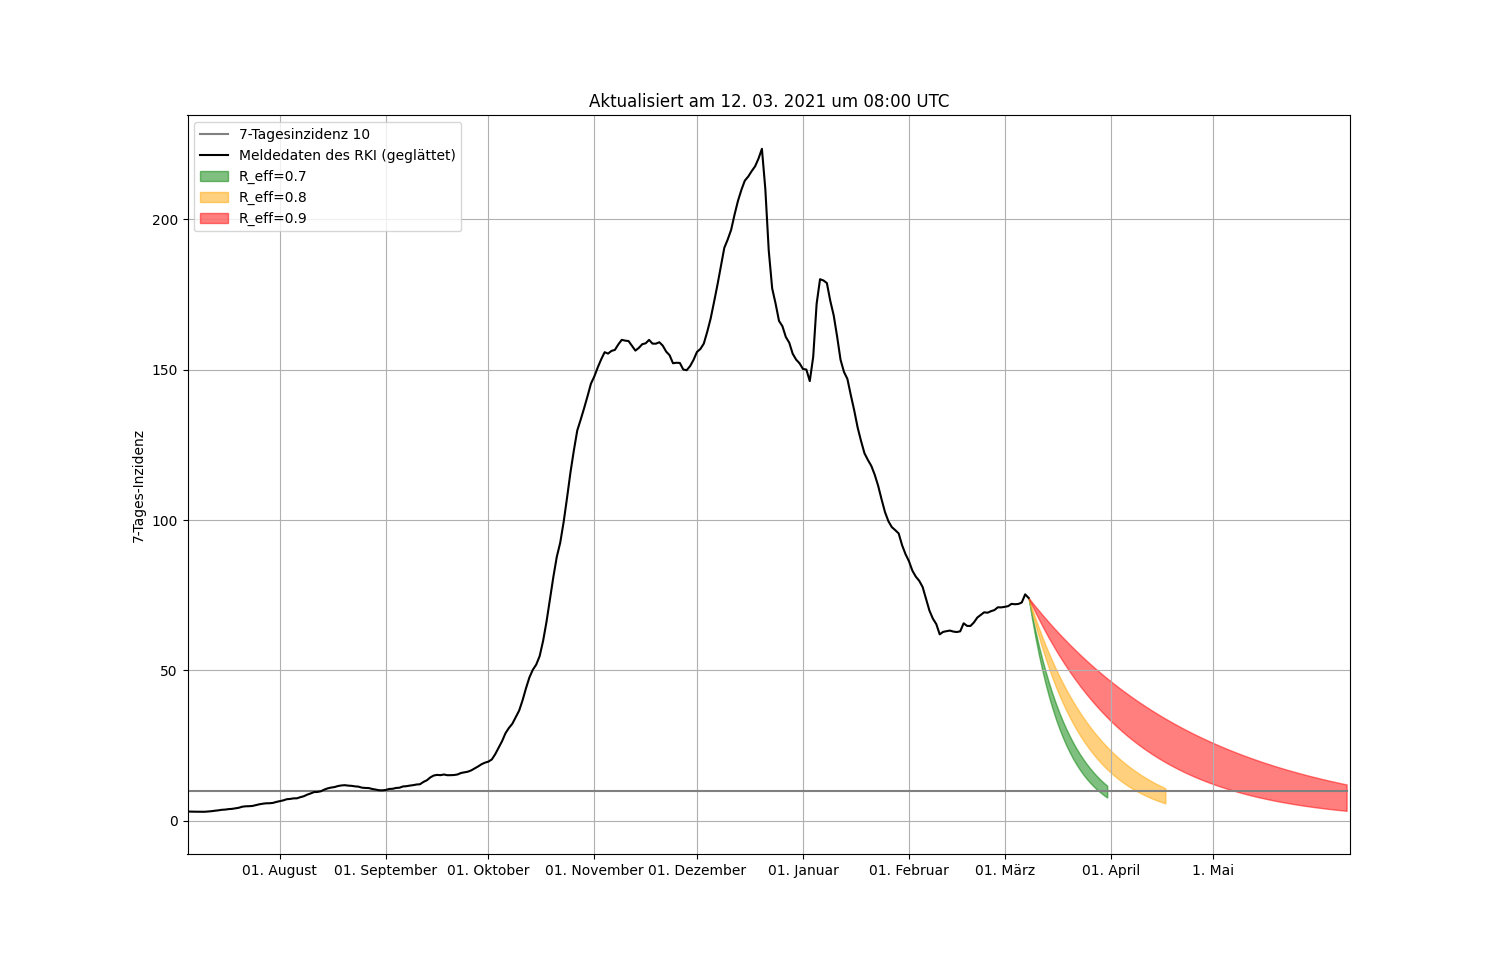 Aktualisiert am 12. 03. 2021 um 08:00 UTC
7-Tagesinzidenz 10
Meldedaten des RKI (geglättet)
R_eff=0.7
R_eff=0.8
R_eff=0.9
7-Tages-Inzidenz
200
150
100
50
0
01. August
01. September
01. Oktober
01. November
01. Dezember
01. Januar
01. Februar
01. März
01. April
1. Mai